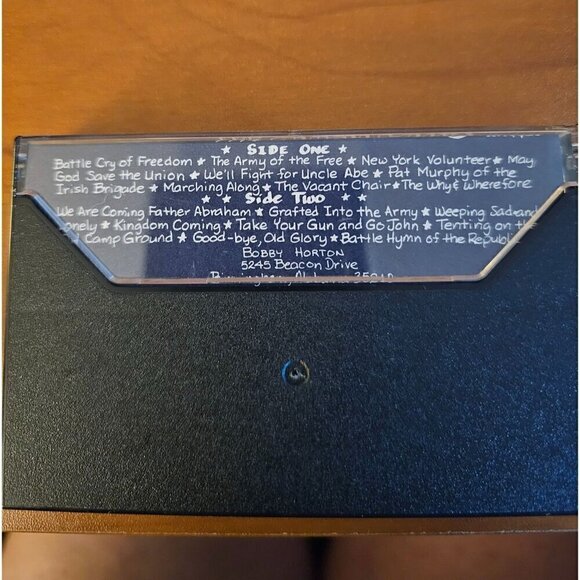 ★ SIDE ONE ★
Battle Cry of Freedom ★ The Army of the Free ★ New York Volunteer ★ May
God Save the Union ★ We'll Fight for Uncle Abe ★ Pat Murphy of the
Irish Brigade ★ Marching Along ★ The Vacant Chair ★ The Why & Wherefore
★ ★ Side Two ★ ★
We Are Coming Father Abraham ★ Grafted Into the Army ★ Weeping Sad and
Lonely ★ Kingdom Coming ★ Take Your Gun and Go John ★ Tenting on the
Camp Ground ★ Good-bye, Old Glory ★ Battle Hymn of the Republic
BOBBY HORTON
5245 Beacon Drive